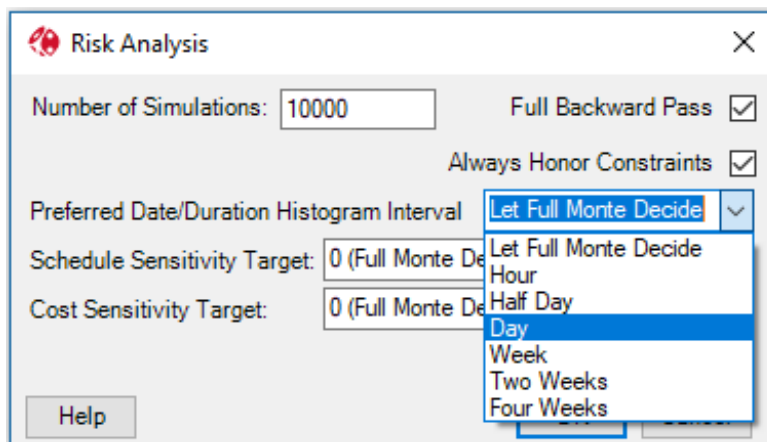 Risk Analysis
Number of Simulations: 10000 Full Backward Pass
Always Honor Constraints
Preferred Date/Duration Histogram Interval Let Full Monte Decide
Let Full Monte Decide
Schedule Sensitivity Target: 0 (Full Monte De
Hour
Half Day
Cost Sensitivity Target: 0 (Full Monte De
Day
Week
Two Weeks
Four Weeks
Help